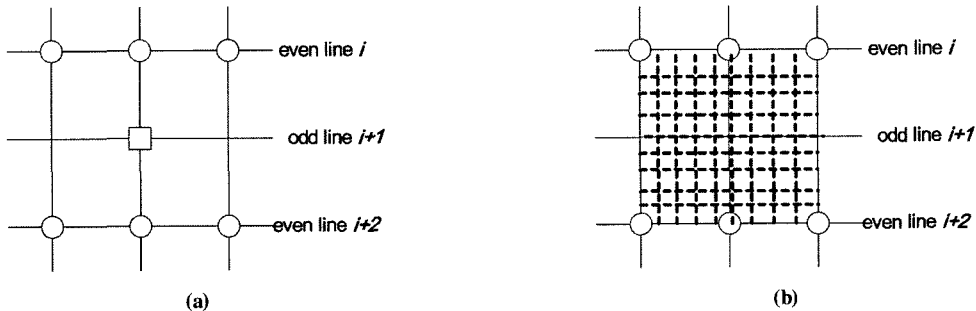 even line i
odd line i+1
even line i+2
(a)
even line i
odd line i+1
even line i+2
(b)